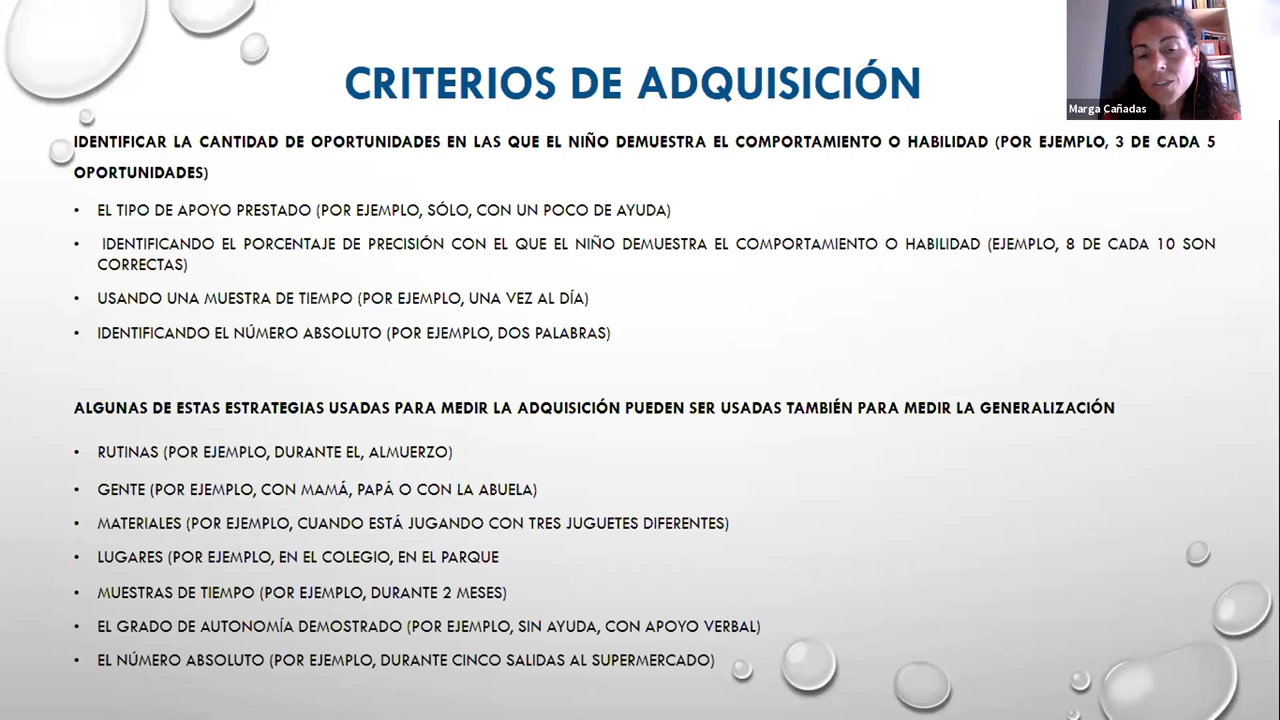 CRITERIOS DE ADQUISICIÓN
Marga Cañadas
IDENTIFICAR LA CANTIDAD DE OPORTUNIDADES EN LAS QUE EL NIÑO DEMUESTRA EL COMPORTAMIENTO O HABILIDAD (POR EJEMPLO, 3 DE CADA 5
OPORTUNIDADES)
• EL TIPO DE APOYO PRESTADO (POR EJEMPLO, SÓLO, CON UN POCO DE AYUDA)
• IDENTIFICANDO EL PORCENTAJE DE PRECISIÓN CON EL QUE EL NIÑO DEMUESTRA EL COMPORTAMIENTO O HABILIDAD (EJEMPLO, 8 DE CADA 10 SON
CORRECTAS)
• USANDO UNA MUESTRA DE TIEMPO (POR EJEMPLO, UNA VEZ AL DÍA)
• IDENTIFICANDO EL NÚMERO ABSOLUTO (POR EJEMPLO, DOS PALABRAS)
ALGUNAS DE ESTAS ESTRATEGIAS USADAS PARA MEDIR LA ADQUISICIÓN PUEDEN SER USADAS TAMBIÉN PARA MEDIR LA GENERALIZACIÓN
• RUTINAS (POR EJEMPLO, DURANTE EL, ALMUERZO)
• GENTE (POR EJEMPLO, CON MAMÁ, PAPÁ O CON LA ABUELA)
• MATERIALES (POR EJEMPLO, CUANDO ESTÁ JUGANDO CON TRES JUGUETES DIFERENTES)
• LUGARES (POR EJEMPLO, EN EL COLEGIO, EN EL PARQUE
• MUESTRAS DE TIEMPO (POR EJEMPLO, DURANTE 2 MESES)
• EL GRADO DE AUTONOMÍA DEMOSTRADO (POR EJEMPLO, SIN AYUDA, CON APOYO VERBAL)
• EL NÚMERO ABSOLUTO (POR EJEMPLO, DURANTE CINCO SALIDAS AL SUPERMERCADO)